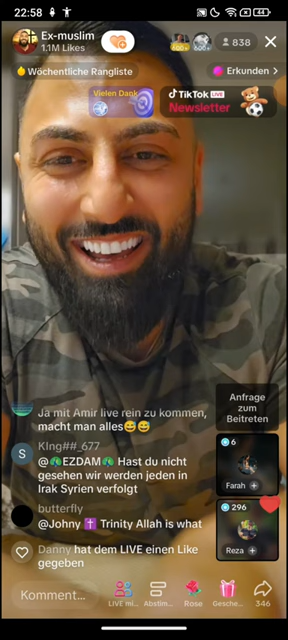 22:58
44
Ex-muslim
1.1M Likes
600+
838
Wöchentliche Rangliste
Erkunden >
Vielen Dank
TikTok LIVE
Newsletter
Ja mit Amir live rein zu kommen,
macht man alles😅😅
Anfrage
zum
Beitreten
S
KIng##_677
@🦚EZDAM🦚 Hast du nicht
gesehen wir werden jeden in
Irak Syrien verfolgt
6
Farah +
butterfly
@Johny ✝️ Trinity Allah is what
296
Reza +
Danny hat dem LIVE einen Like
gegeben
Komment...
LIVE mi...
Abstim...
Rose
Gesche...
346